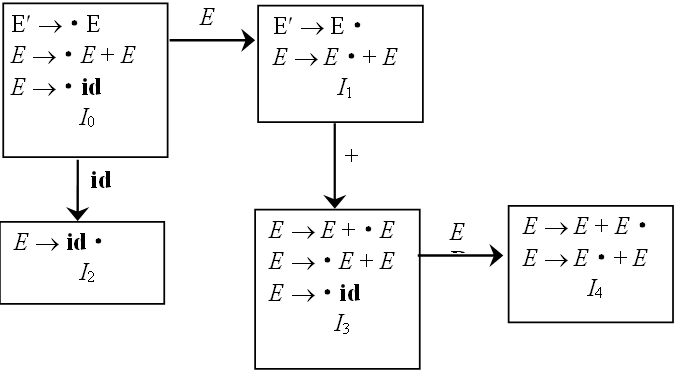 E′ → • E
E → • E + E
E → • id
I0
E
E′ → E •
E → E • + E
I1
id
+
E → id •
I2
E → E + • E
E → • E + E
E → • id
I3
E
E → E + E •
E → E • + E
I4